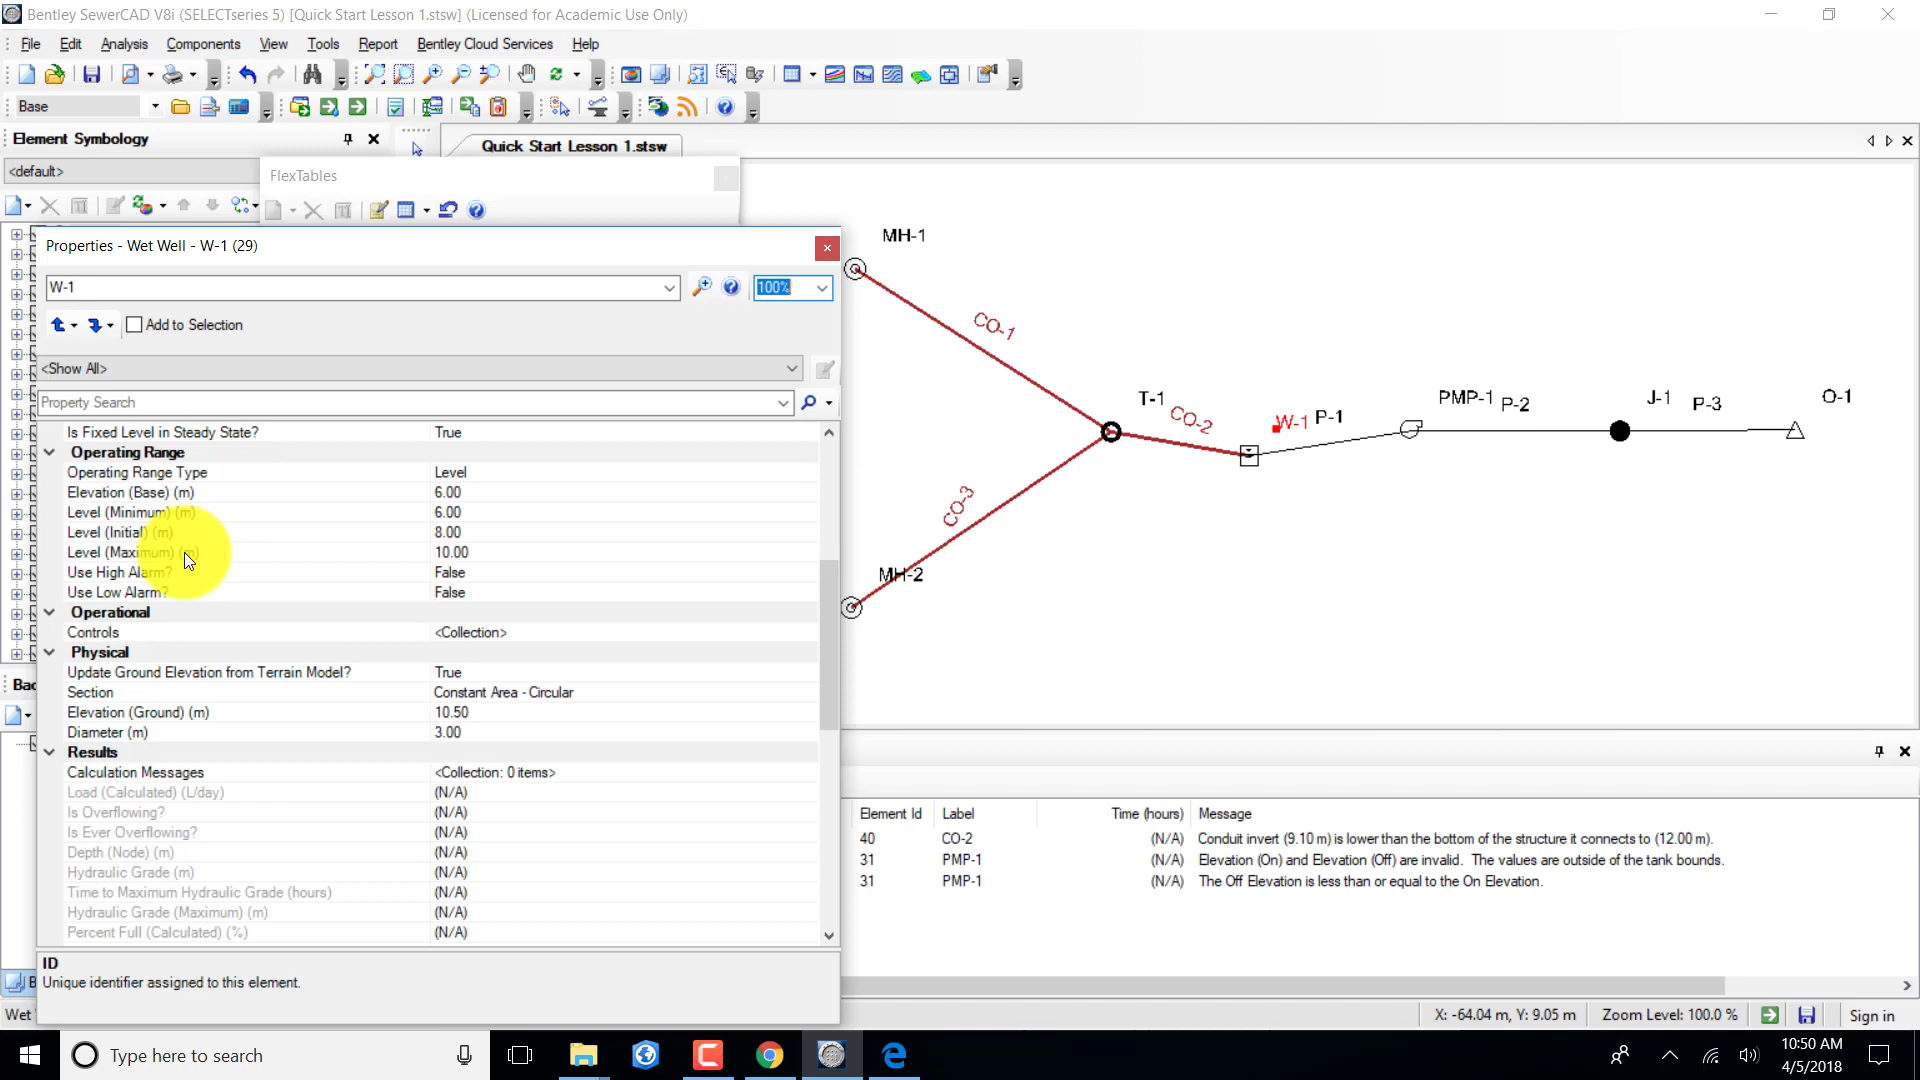 Bentley SewerCAD V8i (SELECTseries 5) [Quick Start Lesson 1.stsw] (Licensed for Academic Use Only)
File Edit Analysis Components View Tools Report Bentley Cloud Services Help
Base
Element Symbology
Quick Start Lesson 1.stsw
<default>
FlexTables
Properties - Wet Well - W-1 (29)
W-1
100%
Add to Selection
<Show All>
Property Search
Is Fixed Level in Steady State? True
Operating Range
Operating Range Type Level
Elevation (Base) (m) 6.00
Level (Minimum) (m) 6.00
Level (Initial) (m) 8.00
Level (Maximum) (m) 10.00
Use High Alarm? False
Use Low Alarm? False
Operational
Controls <Collection>
Physical
Update Ground Elevation from Terrain Model? True
Section Constant Area - Circular
Elevation (Ground) (m) 10.50
Diameter (m) 3.00
Results
Calculation Messages <Collection: 0 items>
Load (Calculated) (L/day) (N/A)
Is Overflowing? (N/A)
Is Ever Overflowing? (N/A)
Depth (Node) (m) (N/A)
Hydraulic Grade (m) (N/A)
Time to Maximum Hydraulic Grade (hours) (N/A)
Hydraulic Grade (Maximum) (m) (N/A)
Percent Full (Calculated) (%) (N/A)
ID
Unique identifier assigned to this element.
MH-1
CO-1
T-1
CO-2
W-1
P-1
PMP-1
P-2
J-1
P-3
O-1
CO-3
MH-2
Bac
Element Id Label Time (hours) Message
40 CO-2 (N/A) Conduit invert (9.10 m) is lower than the bottom of the structure it connects to (12.00 m).
31 PMP-1 (N/A) Elevation (On) and Elevation (Off) are invalid. The values are outside of the tank bounds.
31 PMP-1 (N/A) The Off Elevation is less than or equal to the On Elevation.
B
Wet
X: -64.04 m, Y: 9.05 m
Zoom Level: 100.0 %
Sign in
Type here to search
10:50 AM
4/5/2018